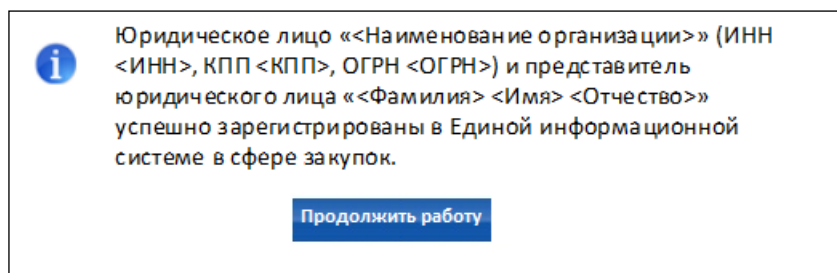 Юридическое лицо «<Наименование организации>» (ИНН
<ИНН>, КПП <КПП>, ОГРН <ОГРН>) и представитель
юридического лица «<Фамилия> <Имя> <Отчество>»
успешно зарегистрированы в Единой информационной
системе в сфере закупок.
Продолжить работу